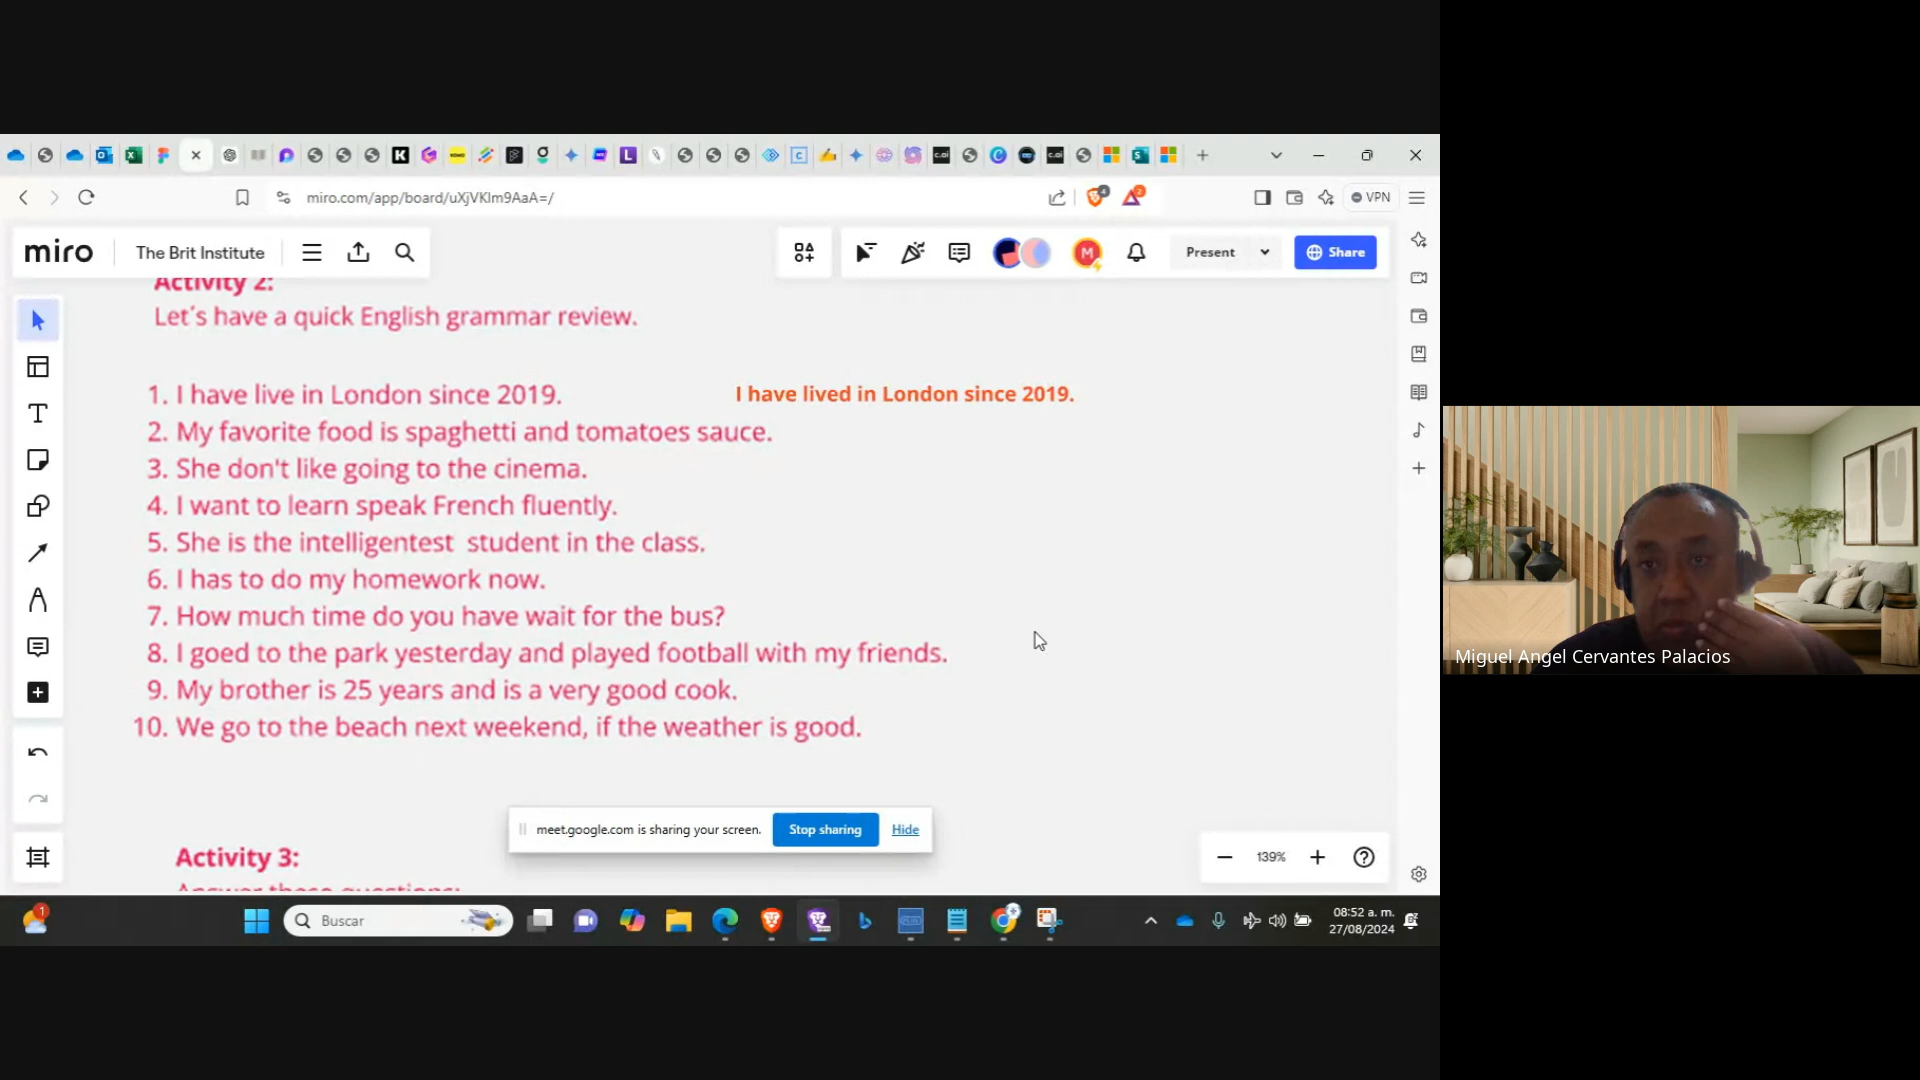 miro.com/app/board/uXjVKlm9AaA=/
VPN
miro
The Brit Institute
M
Present
Share
Activity 2:
Let´s have a quick English grammar review.
1. I have live in London since 2019.
I have lived in London since 2019.
2. My favorite food is spaghetti and tomatoes sauce.
3. She don't like going to the cinema.
4. I want to learn speak French fluently.
5. She is the intelligentest student in the class.
6. I has to do my homework now.
7. How much time do you have wait for the bus?
8. I goed to the park yesterday and played football with my friends.
9. My brother is 25 years and is a very good cook.
10. We go to the beach next weekend, if the weather is good.
Miguel Angel Cervantes Palacios
meet.google.com is sharing your screen.
Stop sharing
Hide
139%
Activity 3:
Answer these questions:
Buscar
08:52 a. m.
27/08/2024